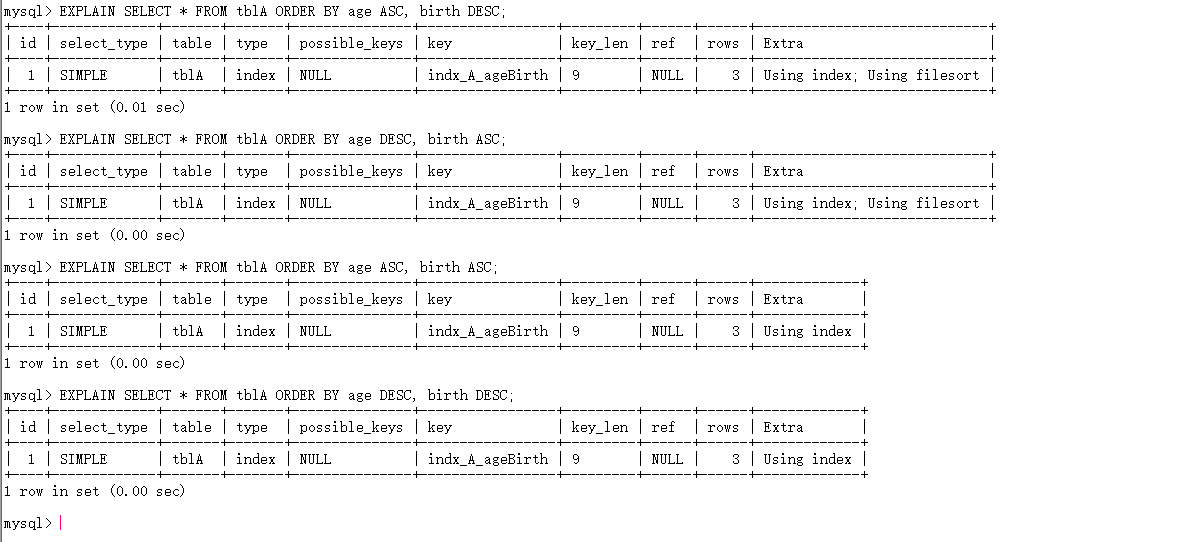 mysql> EXPLAIN SELECT * FROM tblA ORDER BY age ASC, birth DESC;
+----+-------------+-------+-------+---------------+----------------+---------+------+------+-----------------------------+
| id | select_type | table | type  | possible_keys | key            | key_len | ref  | rows | Extra                       |
+----+-------------+-------+-------+---------------+----------------+---------+------+------+-----------------------------+
|  1 | SIMPLE      | tblA  | index | NULL          | indx_A_ageBirth | 9       | NULL |    3 | Using index; Using filesort |
+----+-------------+-------+-------+---------------+----------------+---------+------+------+-----------------------------+
1 row in set (0.01 sec)
mysql> EXPLAIN SELECT * FROM tblA ORDER BY age DESC, birth ASC;
+----+-------------+-------+-------+---------------+----------------+---------+------+------+-----------------------------+
| id | select_type | table | type  | possible_keys | key            | key_len | ref  | rows | Extra                       |
+----+-------------+-------+-------+---------------+----------------+---------+------+------+-----------------------------+
|  1 | SIMPLE      | tblA  | index | NULL          | indx_A_ageBirth | 9       | NULL |    3 | Using index; Using filesort |
+----+-------------+-------+-------+---------------+----------------+---------+------+------+-----------------------------+
1 row in set (0.00 sec)
mysql> EXPLAIN SELECT * FROM tblA ORDER BY age ASC, birth ASC;
+----+-------------+-------+-------+---------------+----------------+---------+------+------+-------------+
| id | select_type | table | type  | possible_keys | key            | key_len | ref  | rows | Extra       |
+----+-------------+-------+-------+---------------+----------------+---------+------+------+-------------+
|  1 | SIMPLE      | tblA  | index | NULL          | indx_A_ageBirth | 9       | NULL |    3 | Using index |
+----+-------------+-------+-------+---------------+----------------+---------+------+------+-------------+
1 row in set (0.00 sec)
mysql> EXPLAIN SELECT * FROM tblA ORDER BY age DESC, birth DESC;
+----+-------------+-------+-------+---------------+----------------+---------+------+------+-------------+
| id | select_type | table | type  | possible_keys | key            | key_len | ref  | rows | Extra       |
+----+-------------+-------+-------+---------------+----------------+---------+------+------+-------------+
|  1 | SIMPLE      | tblA  | index | NULL          | indx_A_ageBirth | 9       | NULL |    3 | Using index |
+----+-------------+-------+-------+---------------+----------------+---------+------+------+-------------+
1 row in set (0.00 sec)
mysql>